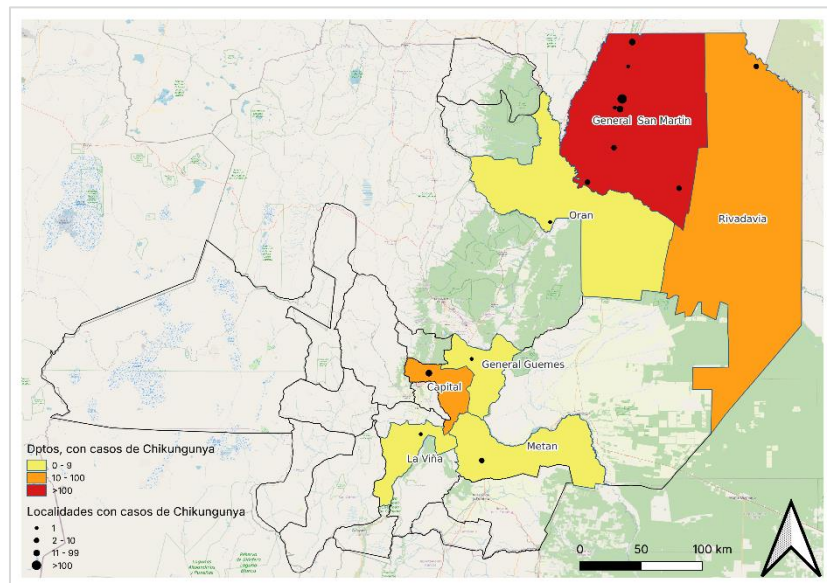 General San Martín
Oran
Rivadavia
General Guemes
Capital
Metan
La Viña
Dptos, con casos de Chikungunya
0 - 9
10 - 100
>100
Localidades con casos de Chikungunya
1
2 - 10
11 - 99
>100
0 50 100 km